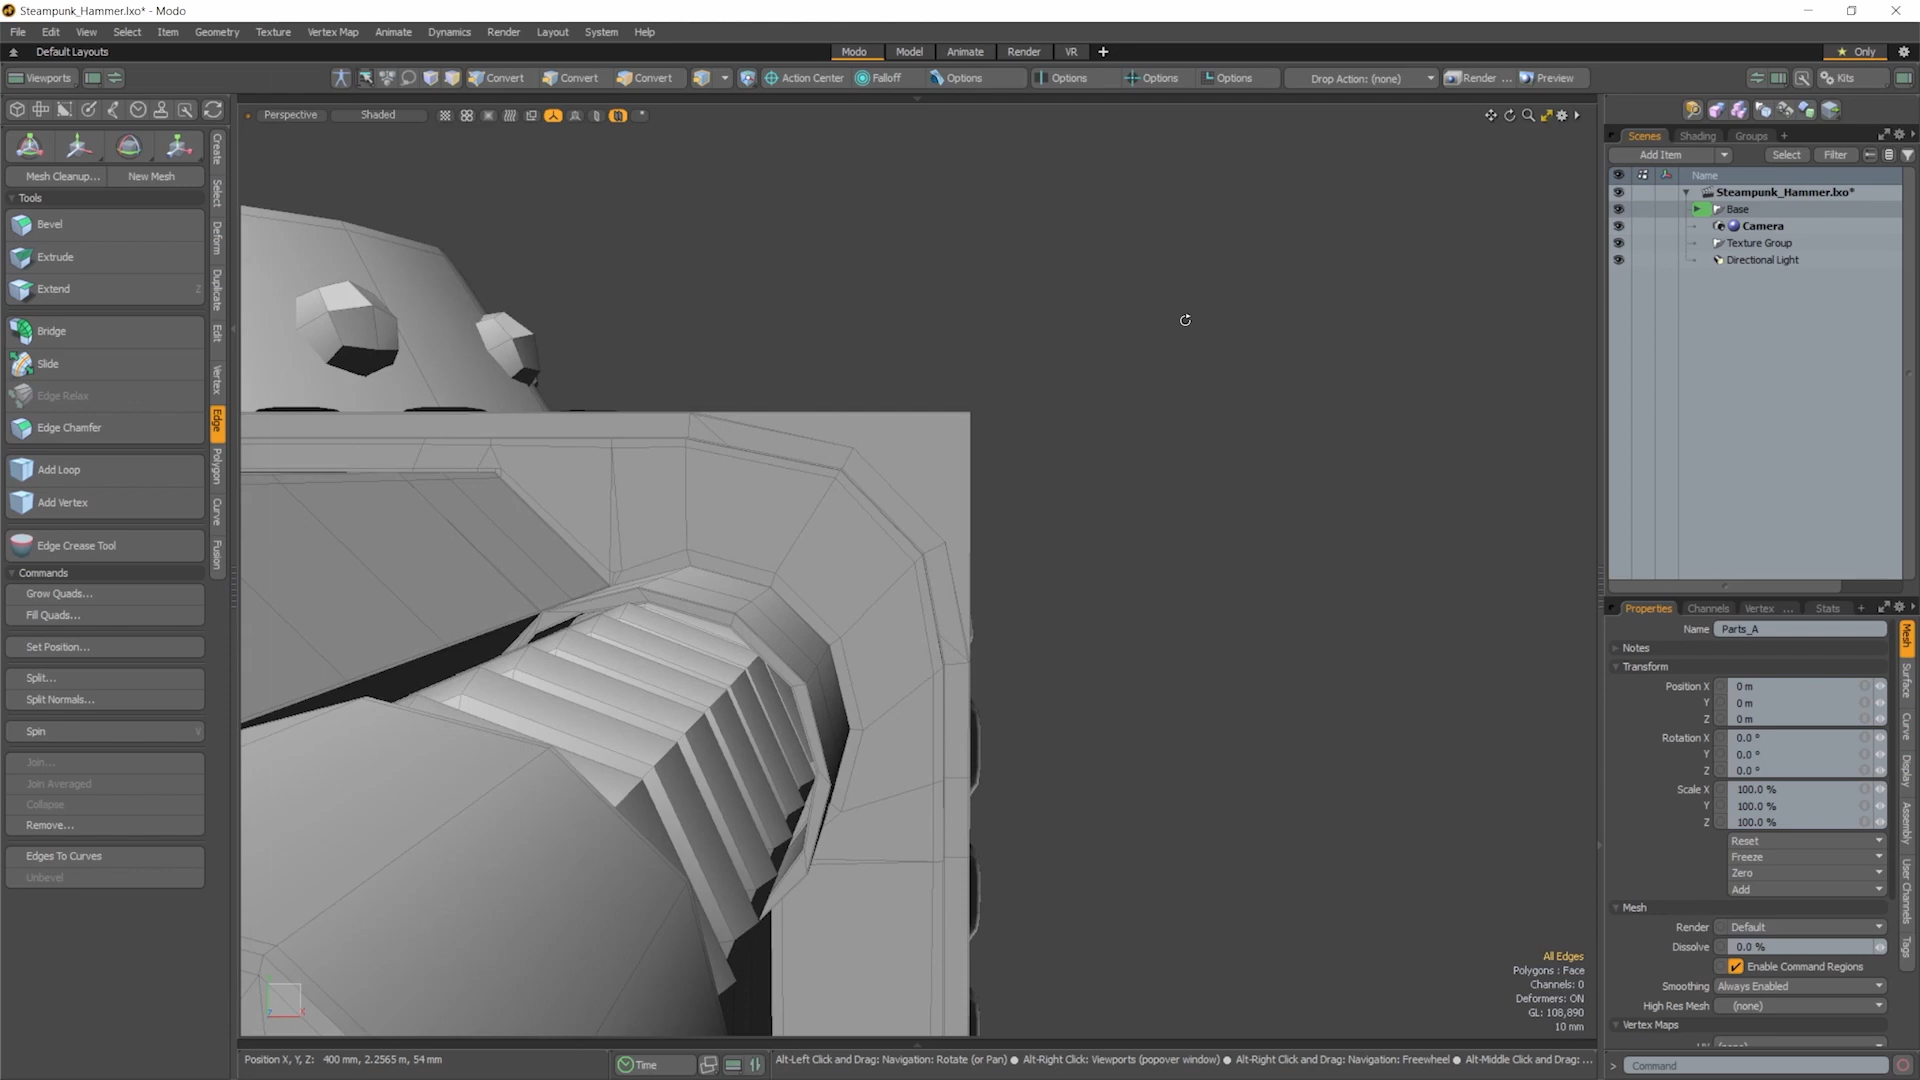 Steampunk_Hammer.lxo* - Modo
File Edit View Select Item Geometry Texture Vertex Map Animate Dynamics Render Layout System Help
Default Layouts
Modo Model Animate Render VR
Only
Viewports
Convert Convert Convert Action Center Falloff Options Options Options Options Drop Action: (none) Render ... Preview Kits
Perspective Shaded
Mesh Cleanup... New Mesh
Tools
Bevel
Extrude
Extend Z
Bridge
Slide
Edge Relax
Edge Chamfer
Add Loop
Add Vertex
Edge Crease Tool
Commands
Grow Quads...
Fill Quads...
Set Position...
Split...
Split Normals...
Spin V
Join...
Join Averaged
Collapse
Remove...
Edges To Curves
Unbevel
Create
Select
Deform
Duplicate
Edit
Vertex
Edge
Polygon
Curve
Fusion
All Edges
Polygons : Face
Channels: 0
Deformers: ON
GL: 108,890
10 mm
Scenes Shading Groups +
Add Item Select Filter
Name
Steampunk_Hammer.lxo*
Base
Camera
Texture Group
Directional Light
Properties Channels Vertex ... Stats +
Name Parts_A
Notes
Transform
Position X 0 m
Y 0 m
Z 0 m
Rotation X 0.0 °
Y 0.0 °
Z 0.0 °
Scale X 100.0 %
Y 100.0 %
Z 100.0 %
Reset
Freeze
Zero
Add
Mesh
Render Default
Dissolve 0.0 %
Enable Command Regions
Smoothing Always Enabled
High Res Mesh (none)
Vertex Maps
Mesh
Surface
Curve
Display
Assembly
User Channels
Tags
Position X, Y, Z: 400 mm, 2.2565 m, 54 mm
Time
Alt-Left Click and Drag: Navigation: Rotate (or Pan) ● Alt-Right Click: Viewports (popover window) ● Alt-Right Click and Drag: Navigation: Freewheel ● Alt-Middle Click and Drag: ...
> Command